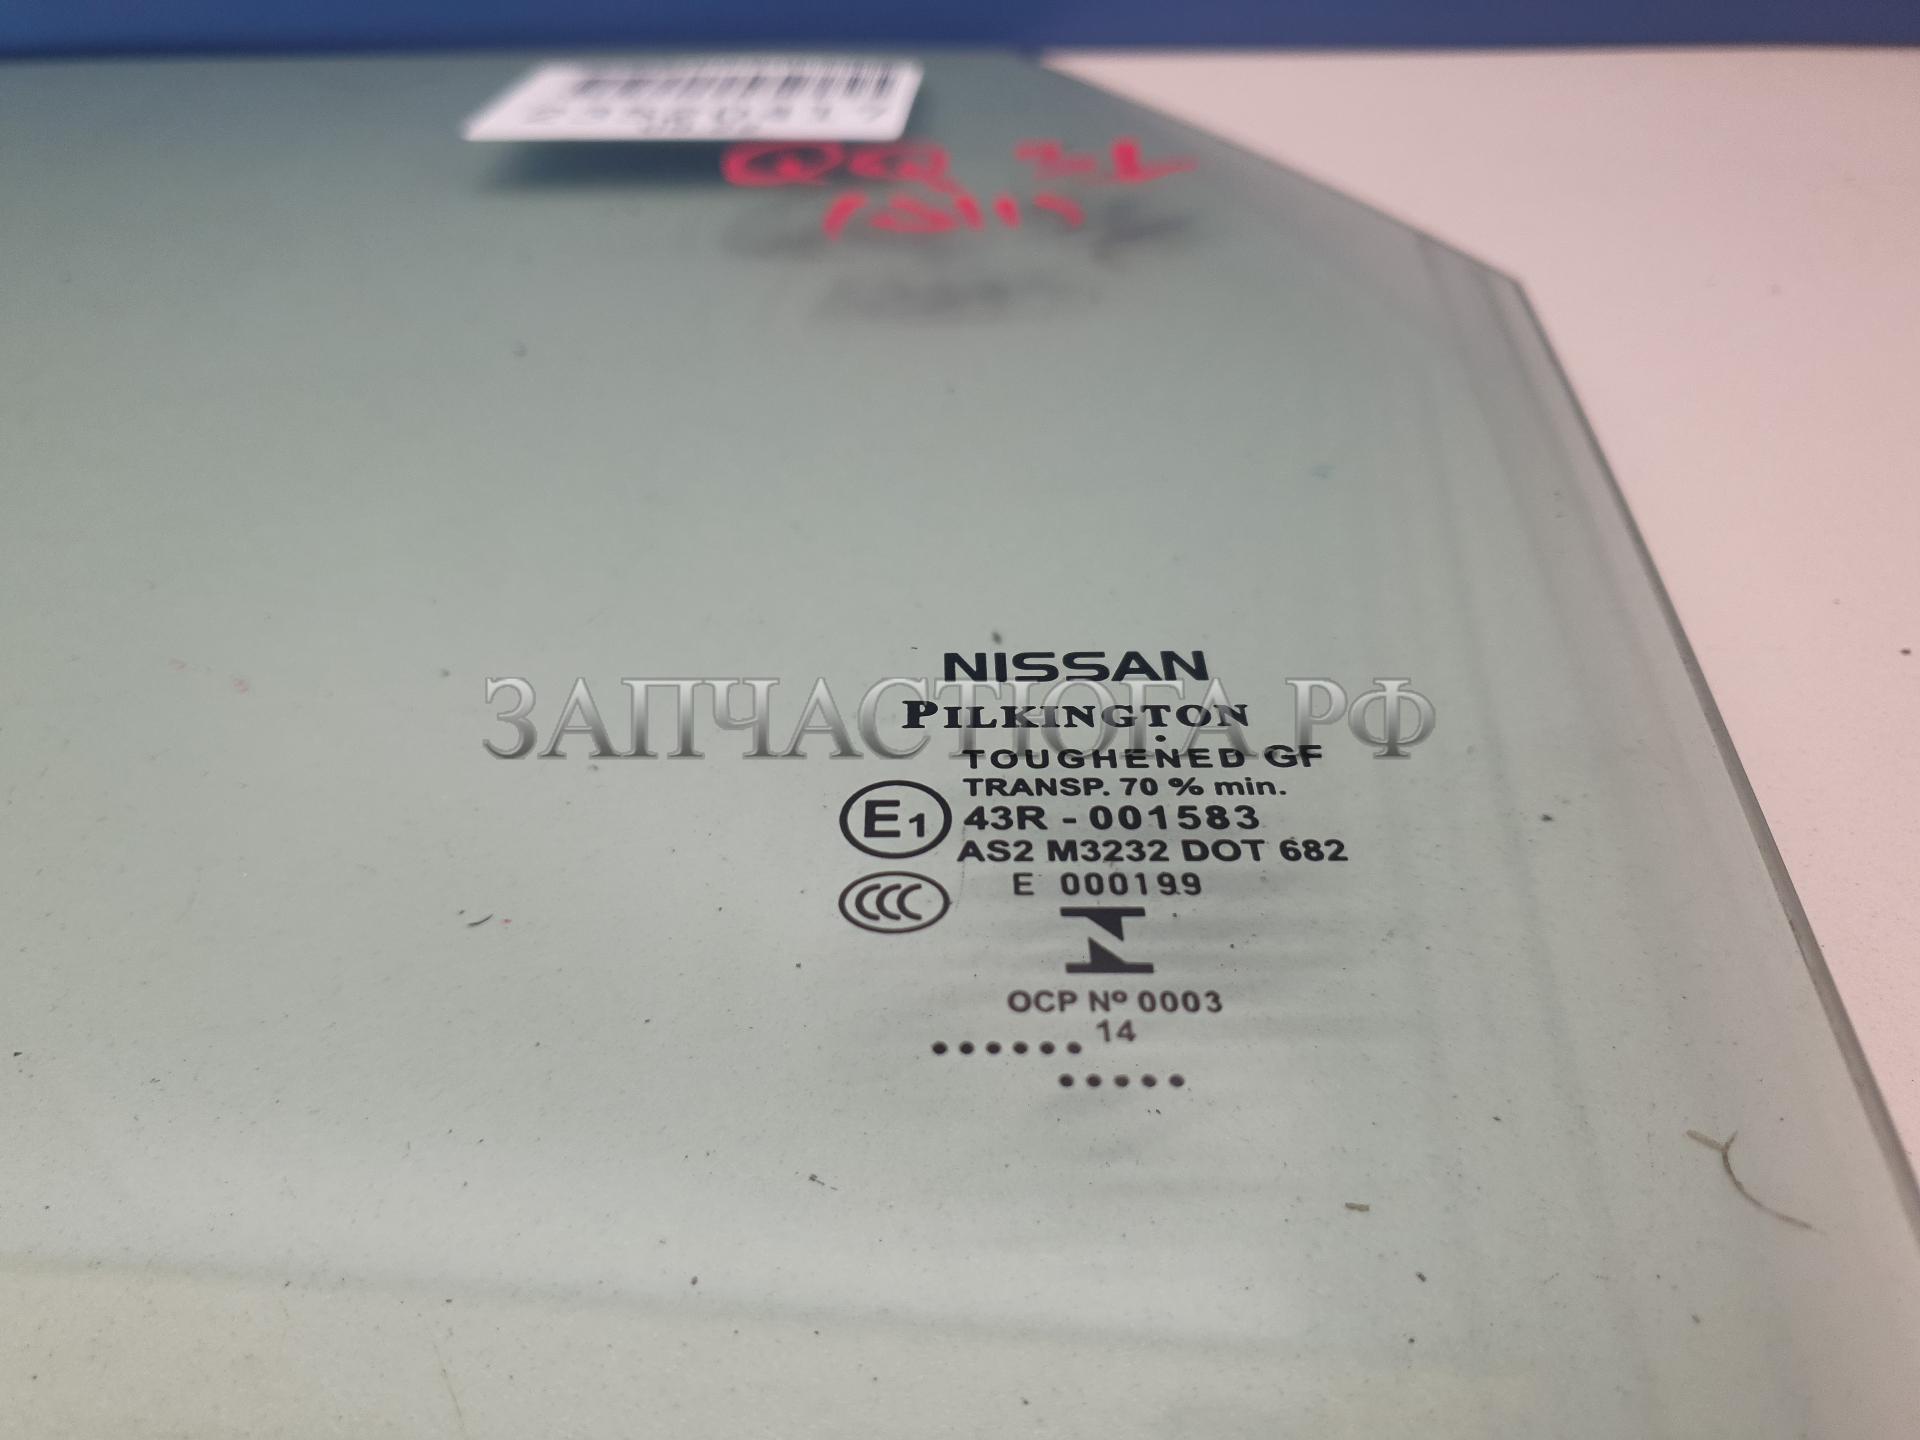 NISSAN
PILKINGTON
ЗАПЧАСТЮГА.РФ
TOUGHENED GF
TRANSP. 70 % min.
E1 43R - 001583
AS2 M3232 DOT 682
CCC E 000199
OCP Nº 0003
14